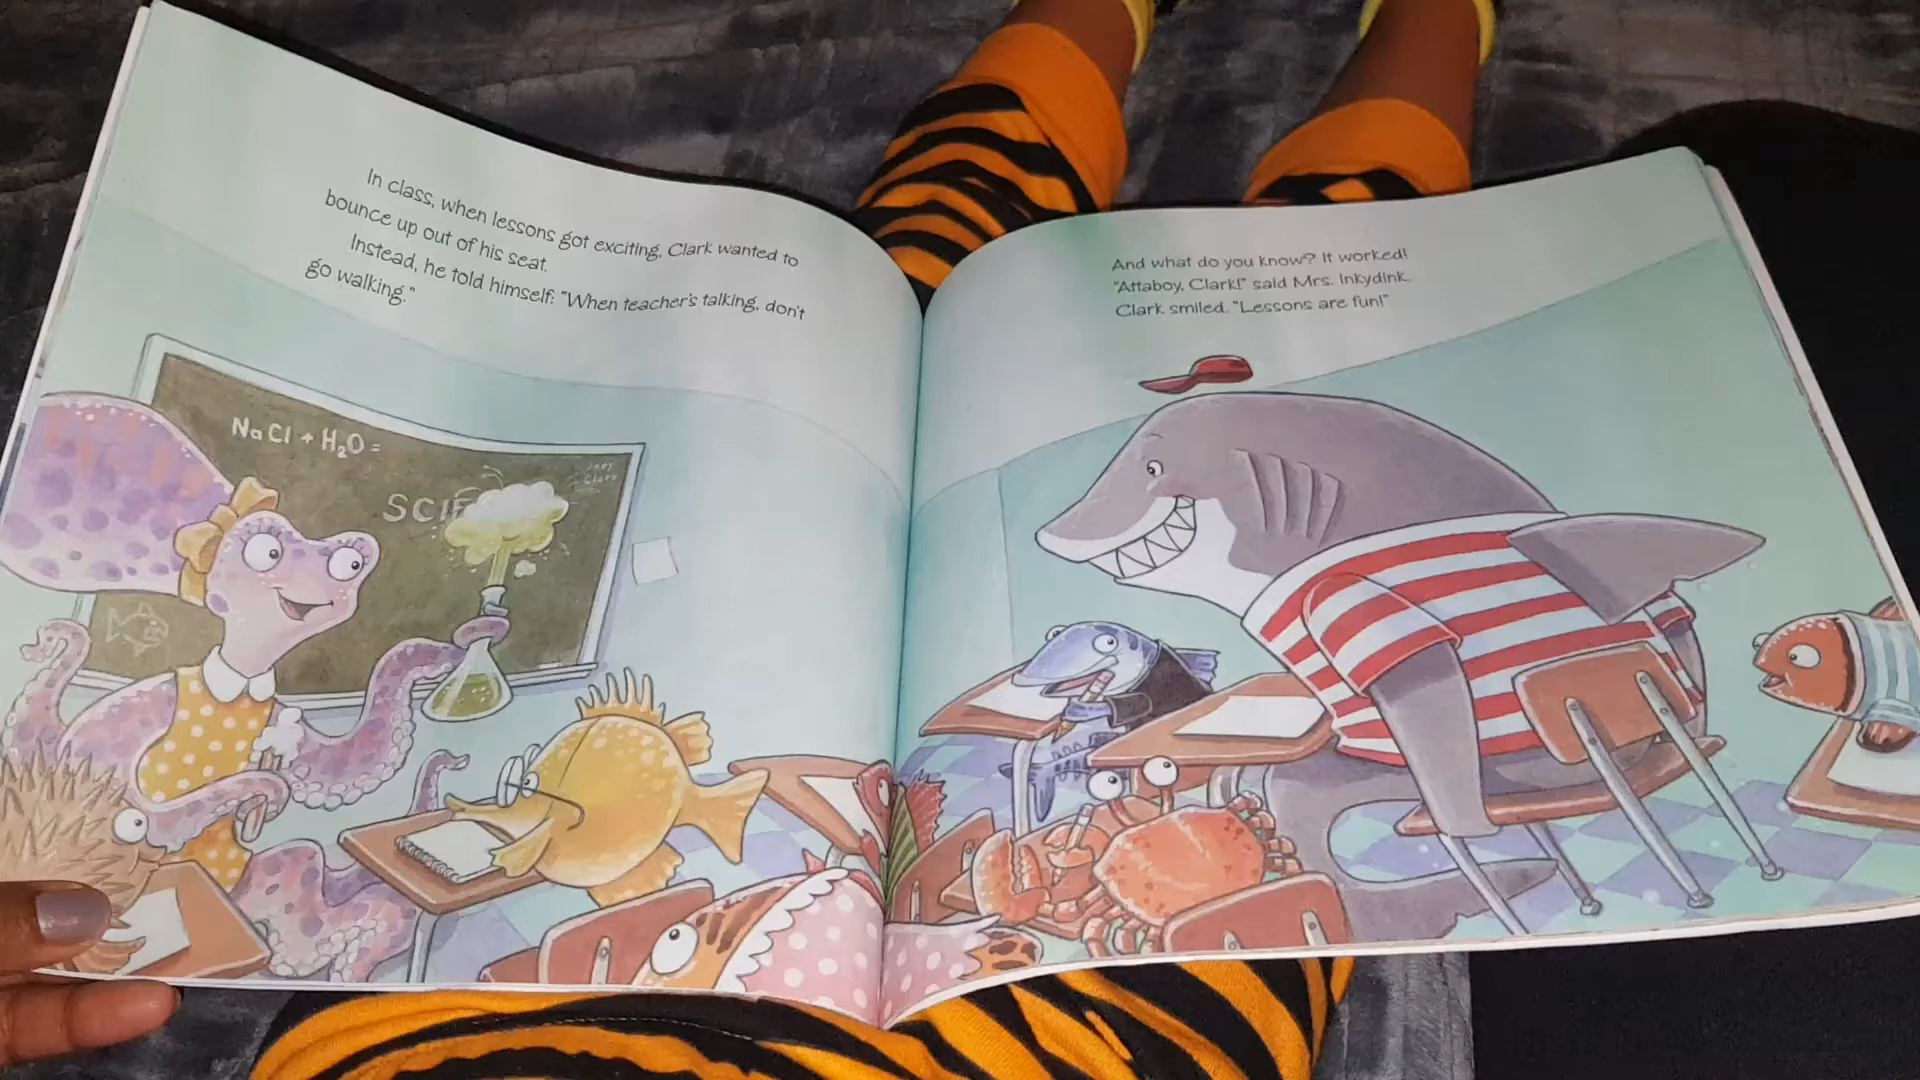 In class, when lessons got exciting, Clark wanted to
bounce up out of his seat.
Instead, he told himself: "When teacher's talking, don't
go walking."
NaCl + H₂O =
SCIE
And what do you know? It worked!
"Attaboy, Clark!" said Mrs. Inkydink.
Clark smiled. "Lessons are fun!"